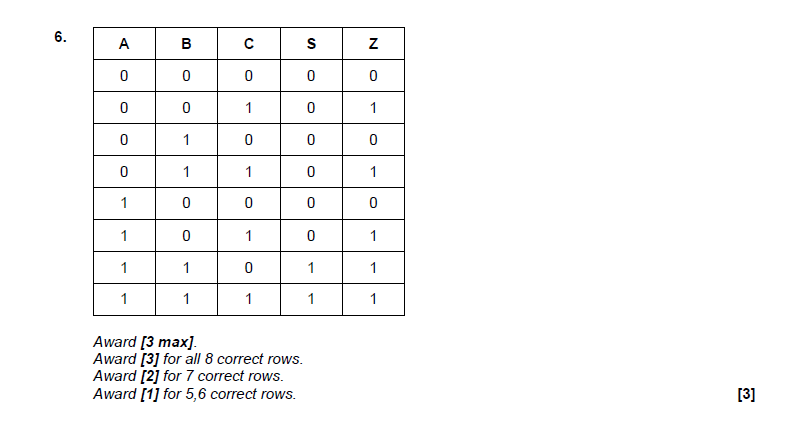 6.
A B C S Z
0 0 0 0 0
0 0 1 0 1
0 1 0 0 0
0 1 1 0 1
1 0 0 0 0
1 0 1 0 1
1 1 0 1 1
1 1 1 1 1
Award [3 max].
Award [3] for all 8 correct rows.
Award [2] for 7 correct rows.
Award [1] for 5,6 correct rows. [3]